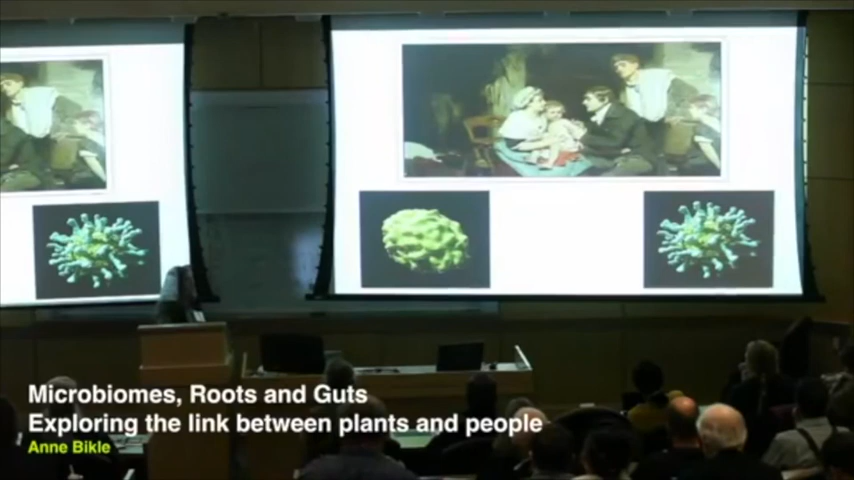 Microbiomes, Roots and Guts
Exploring the link between plants and people
Anne Bikle